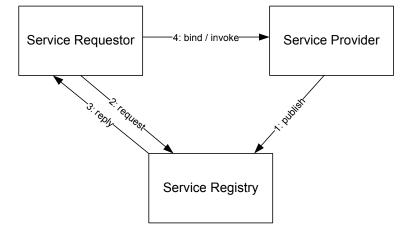 Service Requestor
4: bind / invoke
Service Provider
3: reply
2: request
1: publish
Service Registry